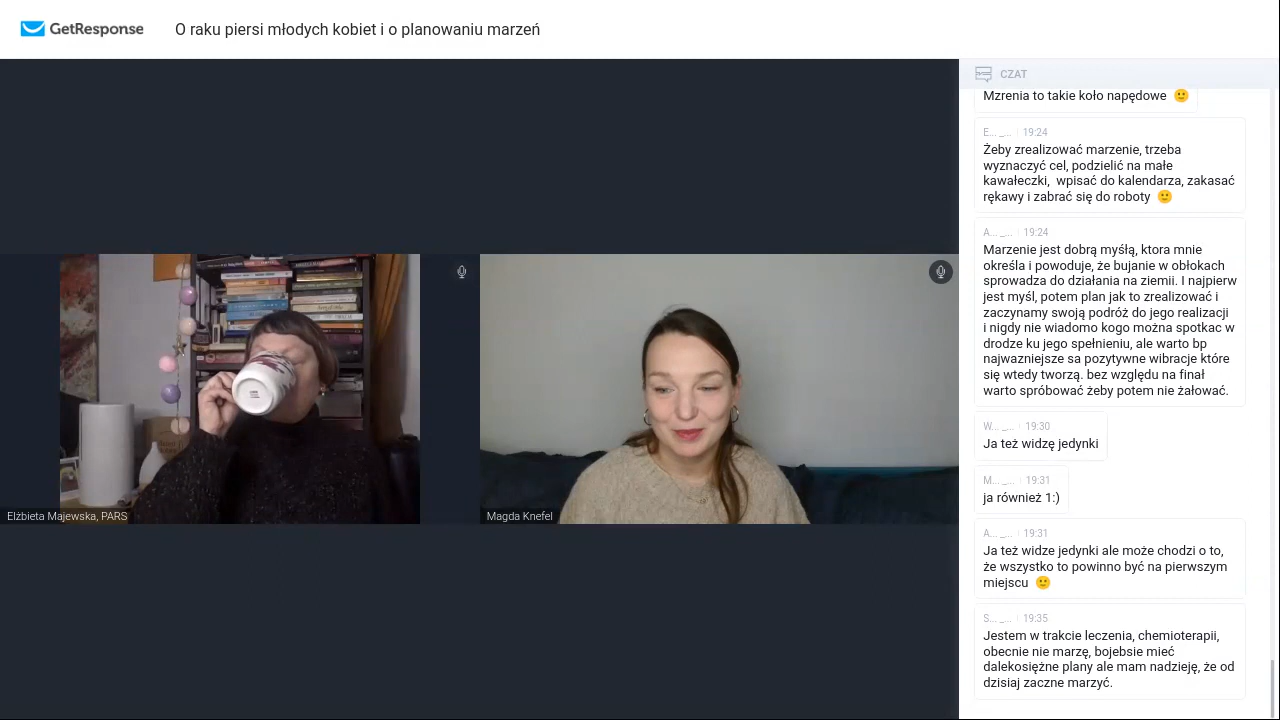 GetResponse
O raku piersi młodych kobiet i o planowaniu marzeń
CZAT
Mzrenia to takie koło napędowe 🙂
E... _... 19:24
Żeby zrealizować marzenie, trzeba
wyznaczyć cel, podzielić na małe
kawałeczki,  wpisać do kalendarza, zakasać
rękawy i zabrać się do roboty 🙂
A... _... 19:24
Marzenie jest dobrą myśłą, ktora mnie
określa i powoduje, że bujanie w obłokach
sprowadza do działania na ziemii. I najpierw
jest myśl, potem plan jak to zrealizować i
zaczynamy swoją podróż do jego realizacji
i nigdy nie wiadomo kogo można spotkac w
drodze ku jego spełnieniu, ale warto bp
najwazniejsze sa pozytywne wibracje które
się wtedy tworzą. bez względu na finał
warto spróbować żeby potem nie żałować.
W... _... 19:30
Ja też widzę jedynki
M... _... 19:31
ja również 1:)
A... _... 19:31
Ja też widze jedynki ale może chodzi o to,
że wszystko to powinno być na pierwszym
miejscu 🙂
S... _... 19:35
Jestem w trakcie leczenia, chemioterapii,
obecnie nie marzę, bojebsie mieć
dalekosiężne plany ale mam nadzieję, że od
dzisiaj zaczne marzyć.
Elżbieta Majewska, PARS
Magda Knefel